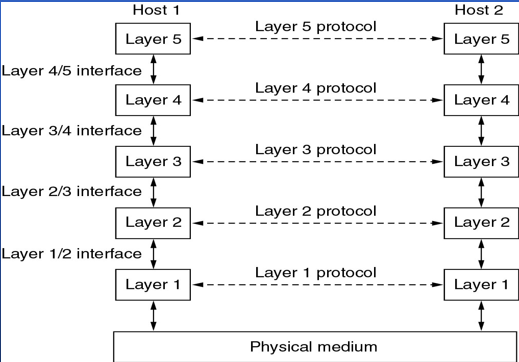 Host 1
Host 2
Layer 5
Layer 5 protocol
Layer 5
Layer 4/5 interface
Layer 4
Layer 4 protocol
Layer 4
Layer 3/4 interface
Layer 3
Layer 3 protocol
Layer 3
Layer 2/3 interface
Layer 2
Layer 2 protocol
Layer 2
Layer 1/2 interface
Layer 1
Layer 1 protocol
Layer 1
Physical medium